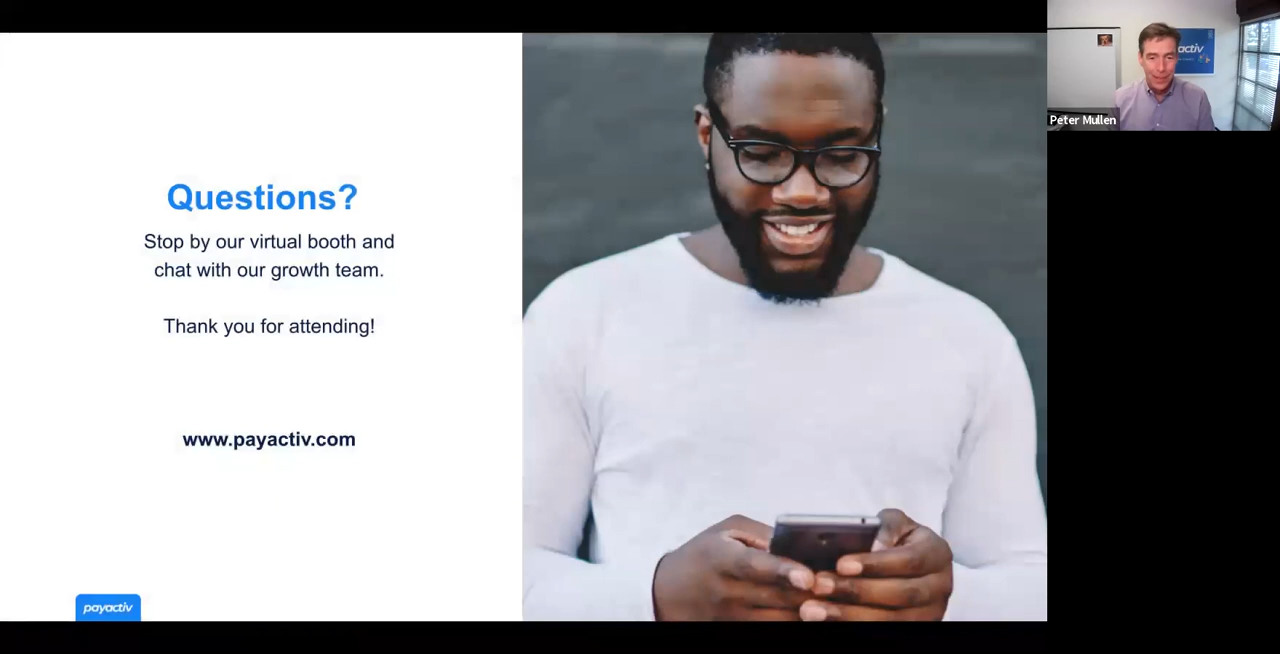 Questions?
Stop by our virtual booth and
chat with our growth team.
Thank you for attending!
www.payactiv.com
payactiv
activ
Peter Mullen